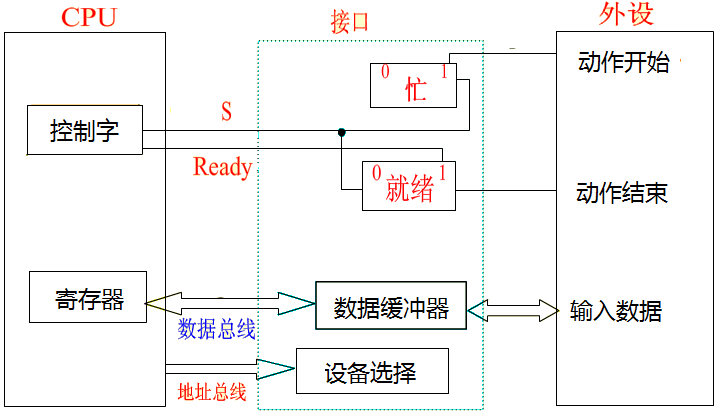 CPU
接口
外设
0
1
忙
动作开始
控制字
S
Ready
0
1
就绪
动作结束
寄存器
数据总线
数据缓冲器
输入数据
地址总线
设备选择